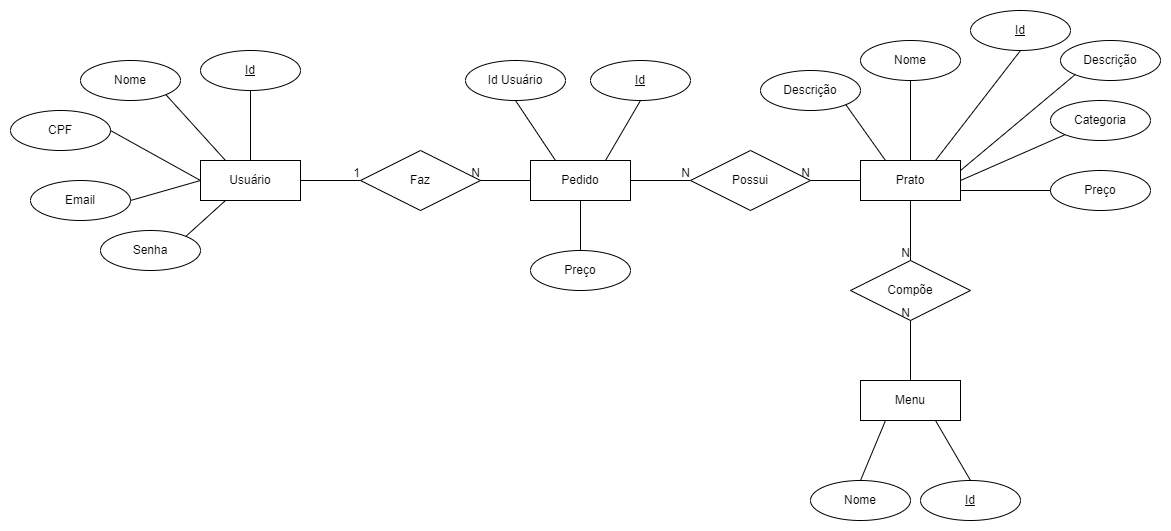 Id
Nome
Descrição
Id
Nome
Id Usuário
Id
Descrição
CPF
Categoria
1
N
N
N
Usuário
Faz
Pedido
Possui
Prato
Preço
Email
Senha
N
Preço
Compõe
N
Menu
Nome
Id